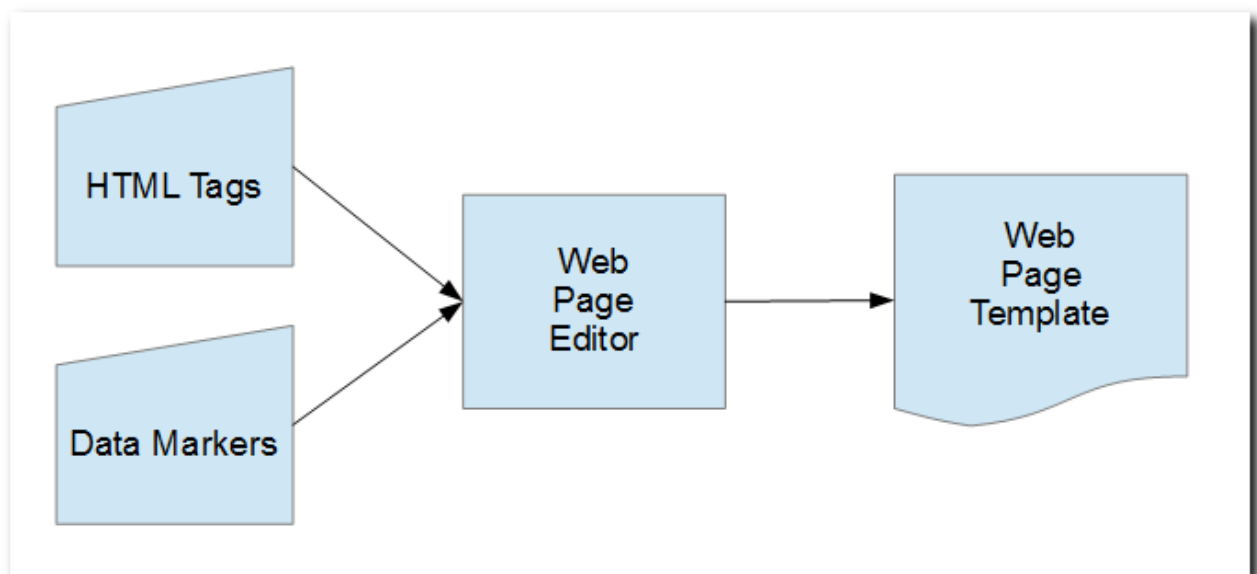 HTML Tags
Data Markers
Web
Page
Editor
Web
Page
Template